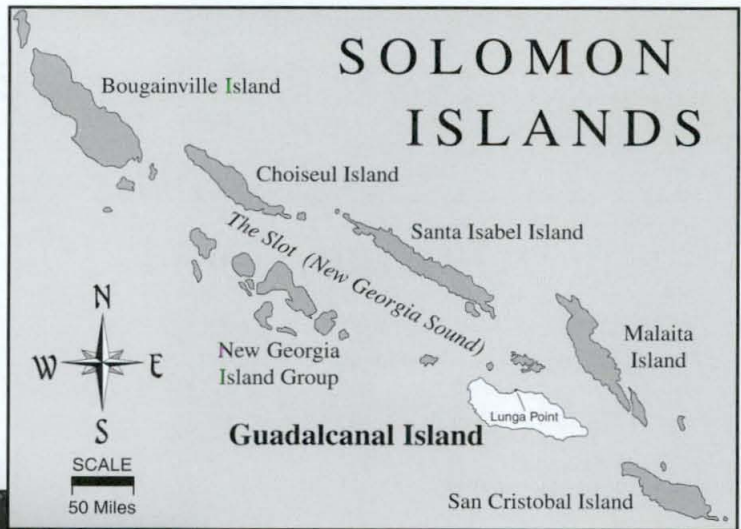 SOLOMON
ISLANDS
Bougainville Island
Choiseul Island
Santa Isabel Island
The Slot (New Georgia Sound)
Malaita
Island
N
W E
S
New Georgia
Island Group
Lunga Point
Guadalcanal Island
SCALE
50 Miles
San Cristobal Island